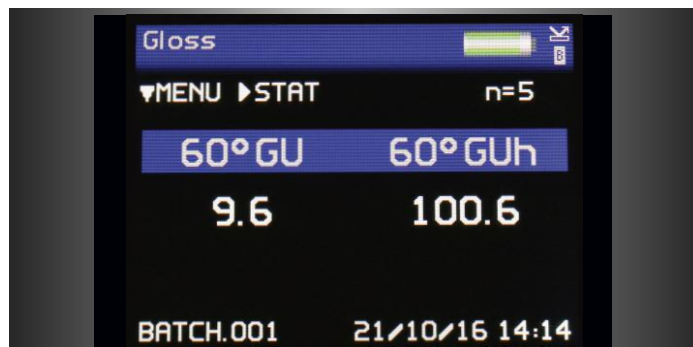 Gloss
B
▼MENU ▶STAT n=5
60°GU 60°GUh
9.6 100.6
BATCH.001 21/10/16 14:14